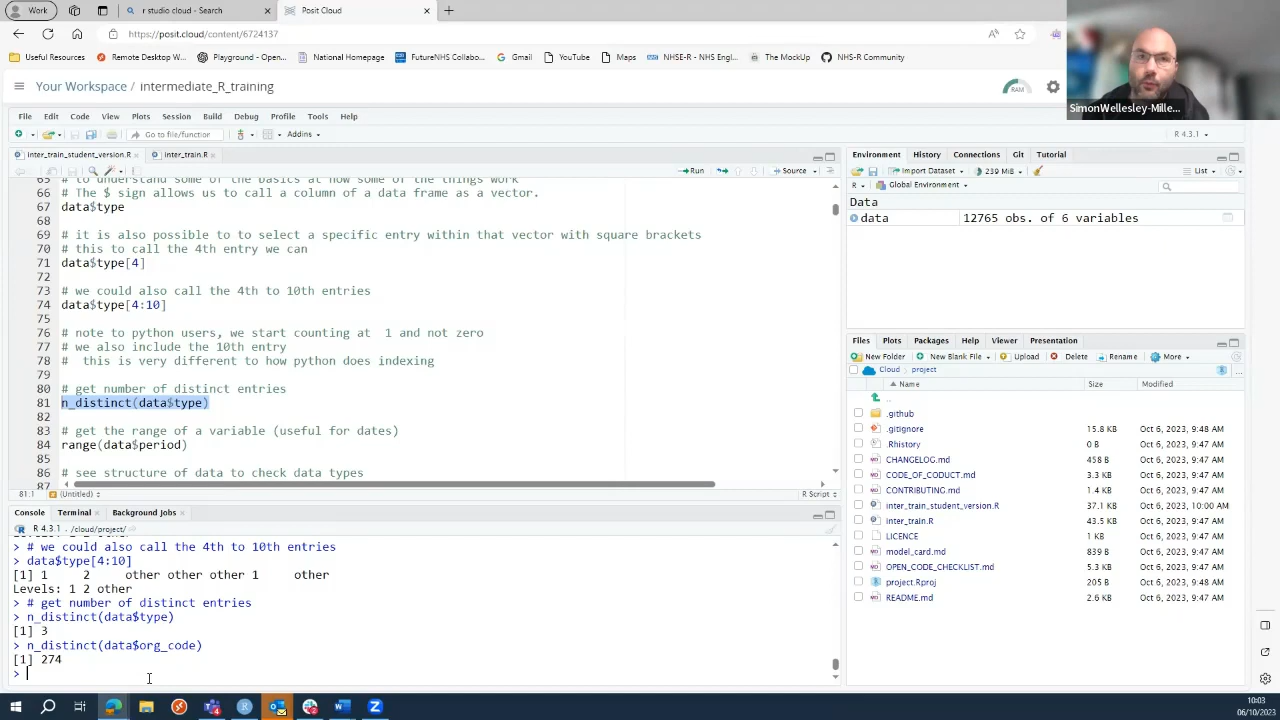 Work
r studio cloud - Search
Posit Cloud
https://posit.cloud/content/6724137
Useful Resources
Remote Desktop W...
Playground - Open...
National Homepage
FutureNHS Collabo...
Gmail
YouTube
Maps
NHSE-R - NHS Engl...
The MockUp
NHS-R Community
Your Workspace / intermediate_R_training
RAM
SimonWellesley-Mille...
File Edit Code View Plots Session Build Debug Profile Tools Help
Go to file/function
Addins
R 4.3.1
inter_train_student_version.R
inter_train.R
Run
Source
65 # to understand some of the basics at how some of the things work
66 # The $ sign allows us to call a column of a data frame as a vector.
67 data$type
68
69 # it is also possible to to select a specific entry within that vector with square brackets
70 # this to call the 4th entry we can
71 data$type[4]
72
73 # we could also call the 4th to 10th entries
74 data$type[4:10]
75
76 # note to python users, we start counting at  1 and not zero
77 # we also include the 10th entry
78 #  this is very different to how python does indexing
79
80 # get number of distinct entries
81 n_distinct(data$type)
82
83 # get the range of a variable (useful for dates)
84 range(data$period)
85
86 # see structure of data to check data types
87
81:1 (Untitled) R Script
Console Terminal Background Jobs
R 4.3.1 . /cloud/project/
> # we could also call the 4th to 10th entries
> data$type[4:10]
[1] 1     2     other other other 1     other
Levels: 1 2 other
> # get number of distinct entries
> n_distinct(data$type)
[1] 3
> n_distinct(data$org_code)
[1] 274
>
Environment History Connections Git Tutorial
Import Dataset 239 MiB List
R Global Environment
Data
data 12765 obs. of 6 variables
Files Plots Packages Help Viewer Presentation
New Folder New Blank File Upload Delete Rename More
Cloud project
Name Size Modified
..
.github
.gitignore 15.8 KB Oct 6, 2023, 9:48 AM
.Rhistory 0 B Oct 6, 2023, 9:47 AM
CHANGELOG.md 458 B Oct 6, 2023, 9:47 AM
CODE_OF_CODUCT.md 3.3 KB Oct 6, 2023, 9:47 AM
CONTRIBUTING.md 1.4 KB Oct 6, 2023, 9:47 AM
inter_train_student_version.R 37.1 KB Oct 6, 2023, 10:00 AM
inter_train.R 43.5 KB Oct 6, 2023, 9:47 AM
LICENCE 1 KB Oct 6, 2023, 9:47 AM
model_card.md 839 B Oct 6, 2023, 9:47 AM
OPEN_CODE_CHECKLIST.md 5.3 KB Oct 6, 2023, 9:47 AM
project.Rproj 205 B Oct 6, 2023, 9:48 AM
README.md 2.6 KB Oct 6, 2023, 9:47 AM
10:03
06/10/2023